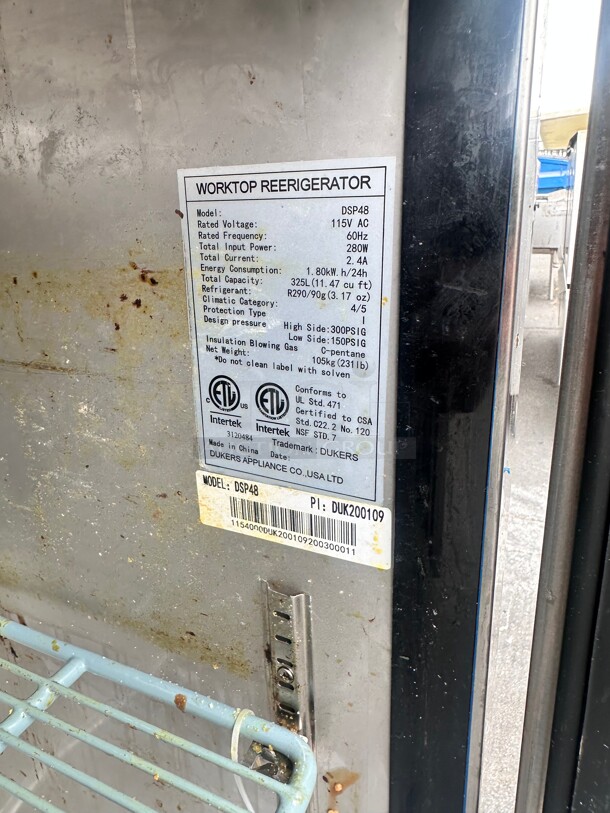 WORKTOP REERIGERATOR
Model: DSP48
Rated Voltage: 115V AC
Rated Frequency: 60Hz
Total Input Power: 280W
Total Current: 2.4A
Energy Consumption: 1.80kW.h/24h
Total Capacity: 325L(11.47 cu ft)
Refrigerant: R290/90g(3.17 oz)
Climatic Category: 4/5
Protection Type I
Design pressure High Side:300PSIG
Low Side:150PSIG
Insulation Blowing Gas C-pentane
Net Weight: 105kg(231lb)
*Do not clean label with solven
C ETL US
Intertek
3120484
ETL
Intertek
Conforms to
UL Std. 471
Certified to CSA
Std. C22.2 No. 120
NSF STD. 7
Trademark: DUKERS
Made in China Date:
DUKERS APPLIANCE CO.,USA LTD
MODEL: DSP48 PI: DUK200109
1154000DUK200109200300011